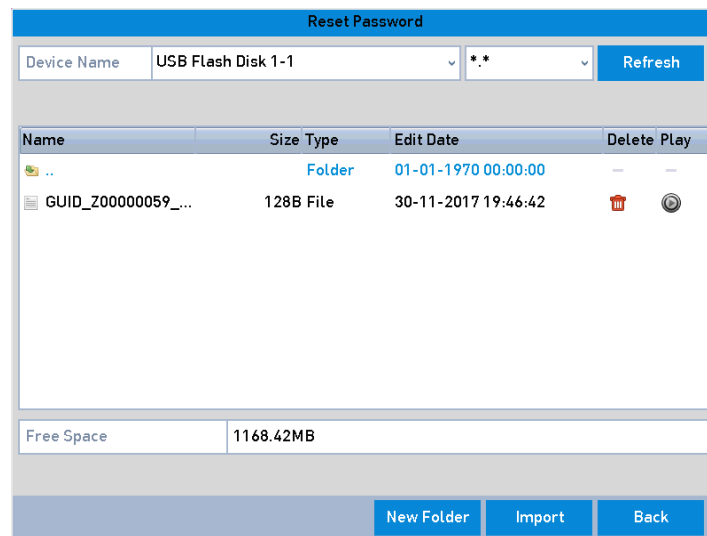 Reset Password
Device Name USB Flash Disk 1-1 *.* Refresh
Name Size Type Edit Date Delete Play
.. Folder 01-01-1970 00:00:00 — —
GUID_Z00000059_... 128B File 30-11-2017 19:46:42
Free Space 1168.42MB
New Folder Import Back